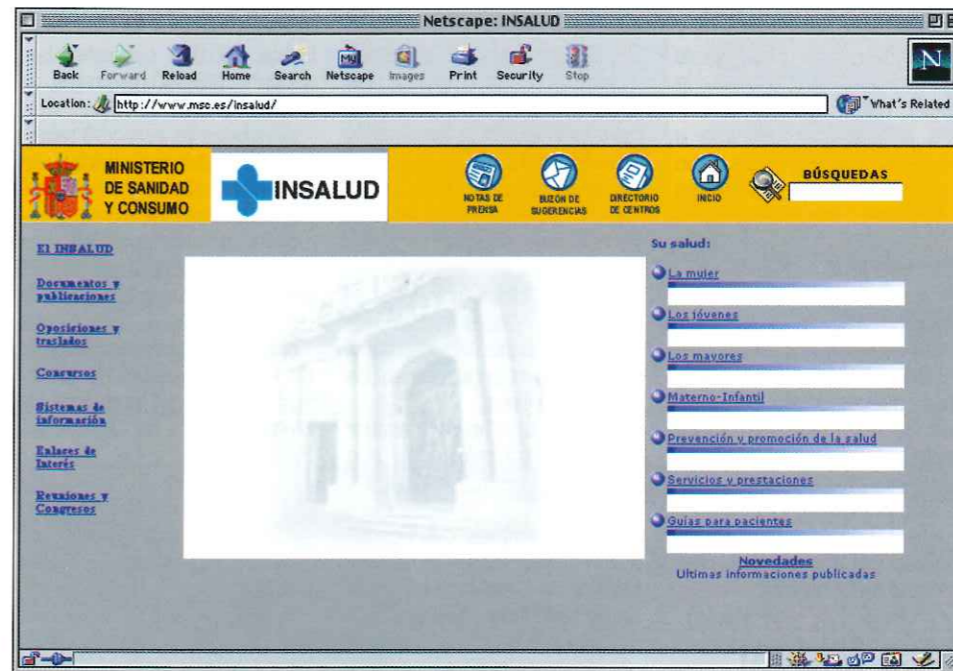 Netscape: INSALUD
Back Forward Reload Home Search Netscape Images Print Security Stop
My
N
Location: http://www.msc.es/insalud/ What's Related
MINISTERIO
DE SANIDAD
Y CONSUMO
INSALUD
NOTAS DE
PRENSA
BUZON DE
SUGERENCIAS
DIRECTORIO
DE CENTROS
INICIO
BÚSQUEDAS
El INSALUD
Documentos y
publicaciones
Oposiciones y
traslados
Concursos
Sistemas de
información
Enlaces de
Interés
Reuniones y
Congresos
Su salud:
La mujer
Los jóvenes
Los mayores
Materno-Infantil
Prevención y promoción de la salud
Servicios y prestaciones
Guías para pacientes
Novedades
Ultimas informaciones publicadas